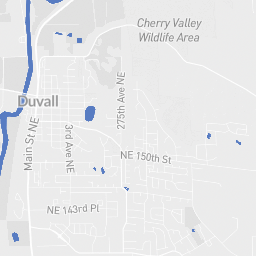 Cherry Valley
Wildlife Area
Duvall
275th Ave NE
3rd Ave NE
Main St NE
NE 150th St
NE 143rd Pl